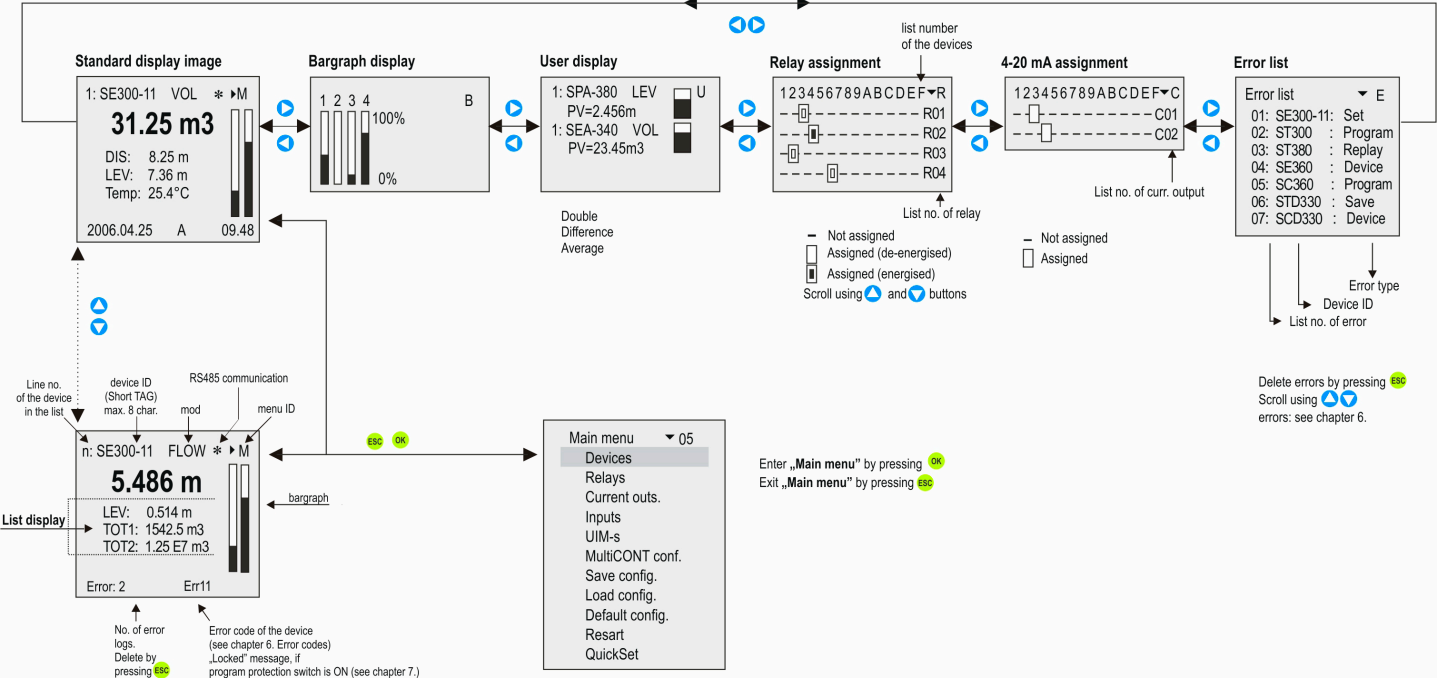 list number
of the devices
Standard display image
1: SE300-11 VOL * M
31.25 m3
DIS: 8.25 m
LEV: 7.36 m
Temp: 25.4°C
2006.04.25 A 09.48
Bargraph display
1 2 3 4 B
100%
0%
User display
1: SPA-380 LEV U
PV=2.456m
1: SEA-340 VOL
PV=23.45m3
Double
Difference
Average
Relay assignment
123456789ABCDEF R
R01
R02
R03
R04
List no. of relay
– Not assigned
Assigned (de-energised)
Assigned (energised)
Scroll using and buttons
4-20 mA assignment
123456789ABCDEF C
C01
C02
List no. of curr. output
– Not assigned
Assigned
Error list
Error list E
01: SE300-11: Set
02: ST300 : Program
03: ST380 : Replay
04: SE360 : Device
05: SC360 : Program
06: STD330 : Save
07: SCD330 : Device
Error type
Device ID
List no. of error
Delete errors by pressing ESC
Scroll using
errors: see chapter 6.
Line no.
of the device
in the list
device ID
(Short TAG)
max. 8 char.
mod
RS485 communication
menu ID
n: SE300-11 FLOW * M
5.486 m
LEV: 0.514 m
TOT1: 1542.5 m3
TOT2: 1.25 E7 m3
Error: 2 Err11
List display
bargraph
No. of error
logs.
Delete by
pressing ESC
Error code of the device
(see chapter 6. Error codes)
„Locked” message, if
program protection switch is ON (see chapter 7.)
ESC OK
Main menu 05
Devices
Relays
Current outs.
Inputs
UIM-s
MultiCONT conf.
Save config.
Load config.
Default config.
Resart
QuickSet
Enter „Main menu” by pressing OK
Exit „Main menu” by pressing ESC